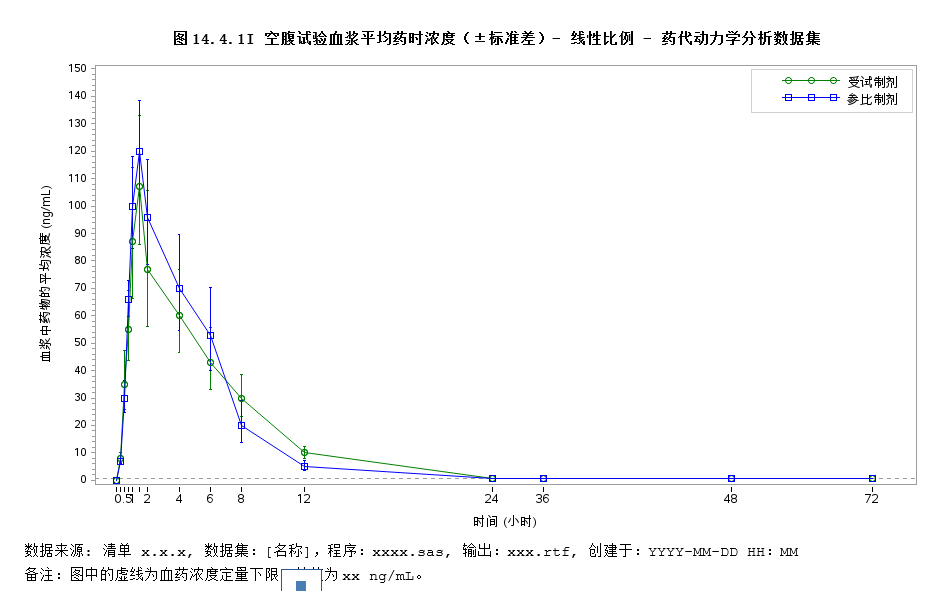 图 14.4.1I 空腹试验血浆平均药时浓度（±标准差）- 线性比例 - 药代动力学分析数据集
受试制剂
参比制剂
150
140
130
120
110
100
90
80
70
60
50
40
30
20
10
0
血浆中药物的平均浓度 (ng/mL)
0.5 1 2 4 6 8 12 24 36 48 72
时间 (小时)
数据来源: 清单 x.x.x, 数据集：[名称]，程序：xxxx.sas, 输出：xxx.rtf, 创建于：YYYY-MM-DD HH：MM
备注：图中的虚线为血药浓度定量下限 为 xx ng/mL。